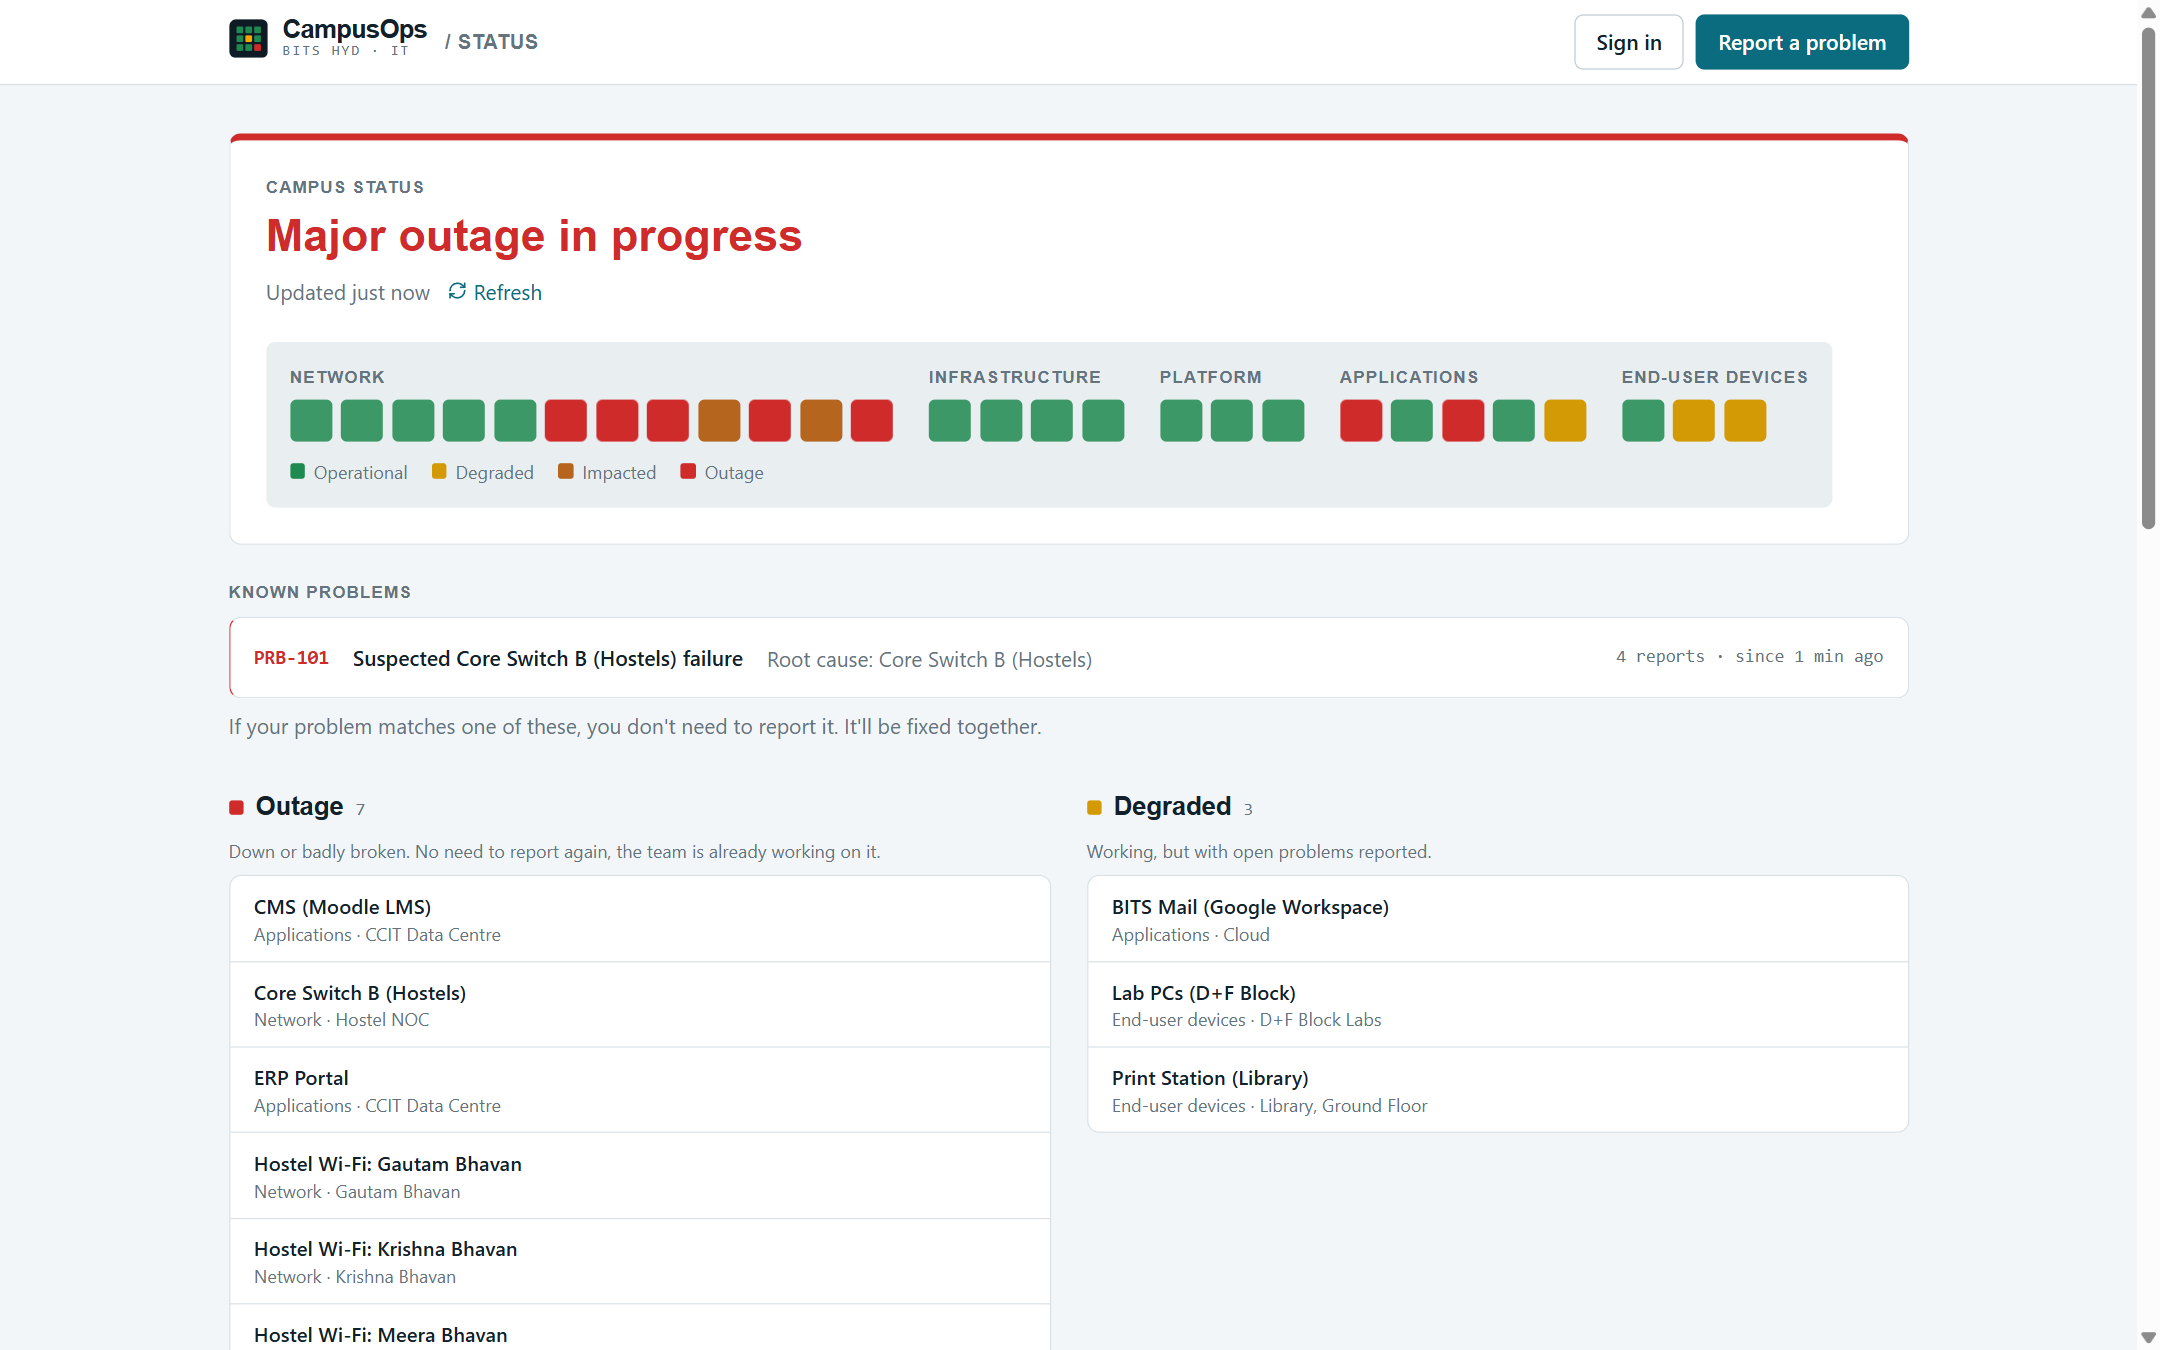 CampusOps
BITS HYD · IT
/ STATUS
Sign in
Report a problem
CAMPUS STATUS
Major outage in progress
Updated just now
Refresh
NETWORK
INFRASTRUCTURE
PLATFORM
APPLICATIONS
END-USER DEVICES
Operational
Degraded
Impacted
Outage
KNOWN PROBLEMS
PRB-101 Suspected Core Switch B (Hostels) failure Root cause: Core Switch B (Hostels) 4 reports · since 1 min ago
If your problem matches one of these, you don't need to report it. It'll be fixed together.
Outage 7
Down or badly broken. No need to report again, the team is already working on it.
CMS (Moodle LMS)
Applications · CCIT Data Centre
Core Switch B (Hostels)
Network · Hostel NOC
ERP Portal
Applications · CCIT Data Centre
Hostel Wi-Fi: Gautam Bhavan
Network · Gautam Bhavan
Hostel Wi-Fi: Krishna Bhavan
Network · Krishna Bhavan
Hostel Wi-Fi: Meera Bhavan
Degraded 3
Working, but with open problems reported.
BITS Mail (Google Workspace)
Applications · Cloud
Lab PCs (D+F Block)
End-user devices · D+F Block Labs
Print Station (Library)
End-user devices · Library, Ground Floor